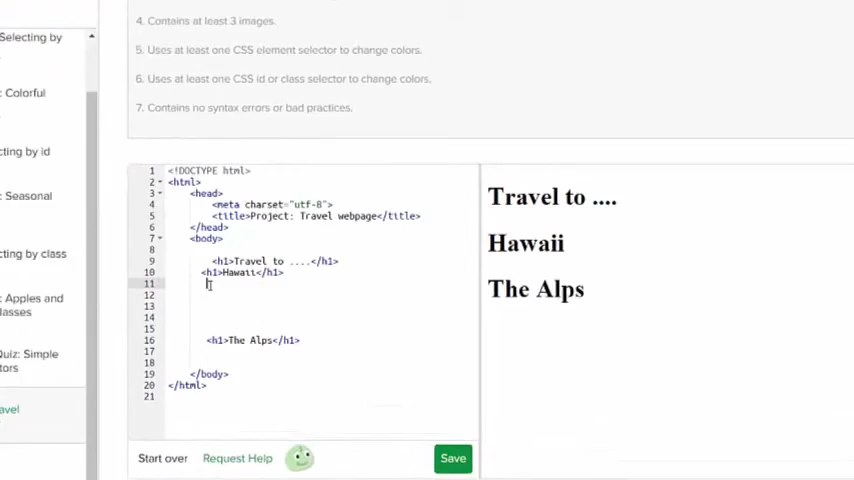 Selecting by
: Colorful
cting by id
: Seasonal
cting by class
: Apples and
lasses
Quiz: Simple
tors
avel
4. Contains at least 3 images.
5. Uses at least one CSS element selector to change colors.
6. Uses at least one CSS id or class selector to change colors.
7. Contains no syntax errors or bad practices.
1 <!DOCTYPE html>
2 <html>
3 <head>
4 <meta charset="utf-8">
5 <title>Project: Travel webpage</title>
6 </head>
7 <body>
8
9 <h1>Travel to ....</h1>
10 <h1>Hawaii</h1>
11
12
13
14
15
16 <h1>The Alps</h1>
17
18
19 </body>
20 </html>
21
Travel to ....
Hawaii
The Alps
Start over Request Help Save